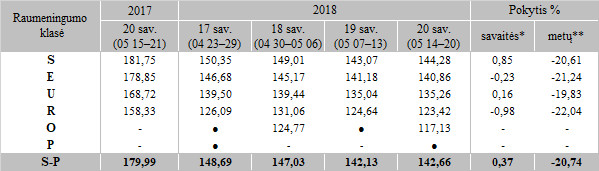 Raumeningumo klasė 2017 2018 Pokytis %
20 sav. (05 15–21) 17 sav. (04 23–29) 18 sav. (04 30–05 06) 19 sav. (05 07–13) 20 sav. (05 14–20) savaitės* metų**
S 181,75 150,35 149,01 143,07 144,28 0,85 -20,61
E 178,85 146,68 145,17 141,18 140,86 -0,23 -21,24
U 168,72 139,50 139,44 135,04 135,26 0,16 -19,83
R 158,33 126,09 131,06 124,64 123,42 -0,98 -22,04
O - ● 124,77 ● 117,13 - -
P - ● - - ● - -
S-P 179,99 148,69 147,03 142,13 142,66 0,37 -20,74